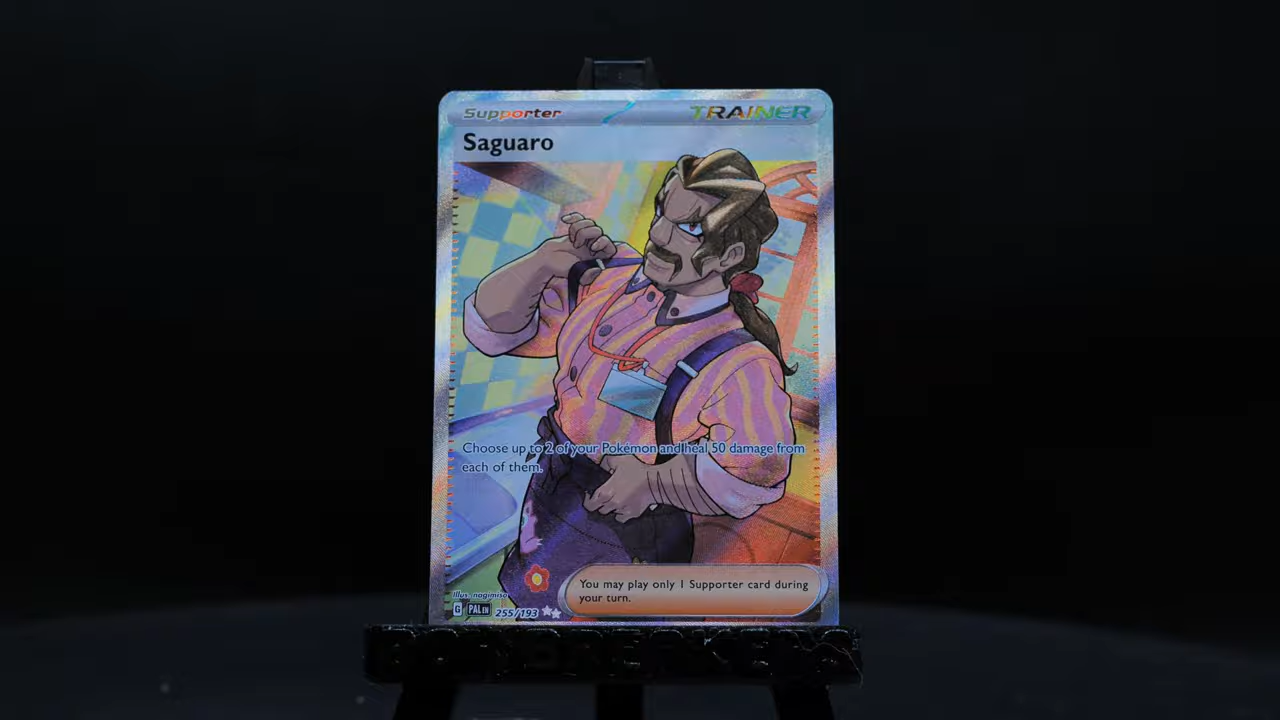 Supporter
TRAINER
Saguaro
Choose up to 2 of your Pokémon and heal 50 damage from
each of them.
You may play only 1 Supporter card during
your turn.
Illus. nagimiso
G PAL EN 255/193